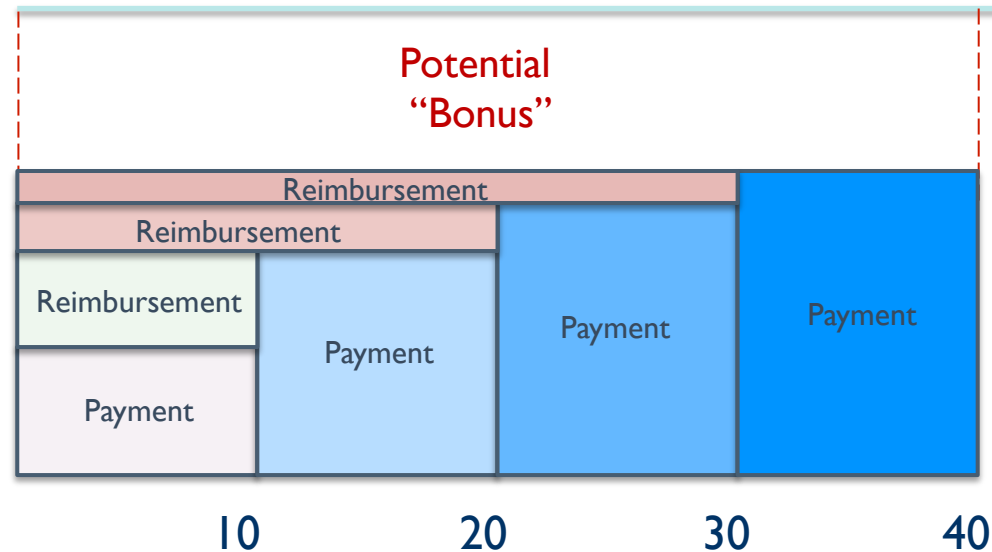 Potential
“Bonus”
Reimbursement
Reimbursement
Reimbursement
Payment
Payment
Payment
Payment
10 20 30 40